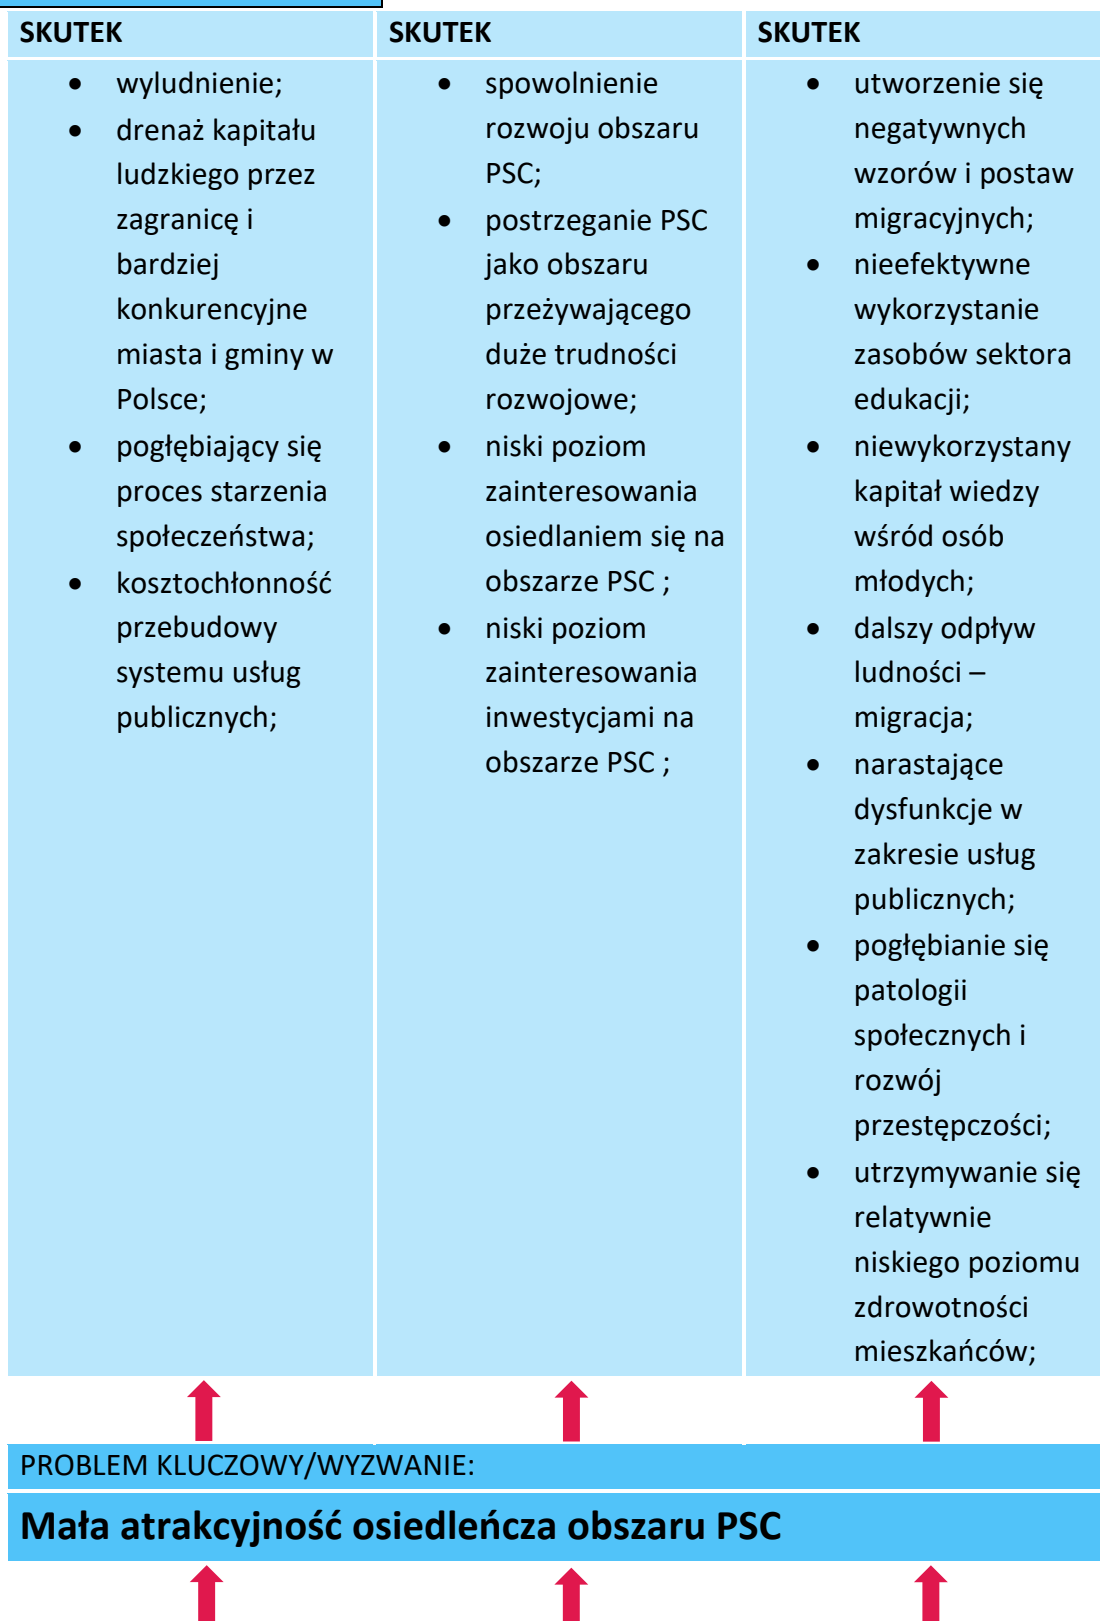 SKUTEK
• wyludnienie;
• drenaż kapitału
ludzkiego przez
zagranicę i
bardziej
konkurencyjne
miasta i gminy w
Polsce;
• pogłębiający się
proces starzenia
społeczeństwa;
• kosztochłonność
przebudowy
systemu usług
publicznych;
SKUTEK
• spowolnienie
rozwoju obszaru
PSC;
• postrzeganie PSC
jako obszaru
przeżywającego
duże trudności
rozwojowe;
• niski poziom
zainteresowania
osiedlaniem się na
obszarze PSC ;
• niski poziom
zainteresowania
inwestycjami na
obszarze PSC ;
SKUTEK
• utworzenie się
negatywnych
wzorów i postaw
migracyjnych;
• nieefektywne
wykorzystanie
zasobów sektora
edukacji;
• niewykorzystany
kapitał wiedzy
wśród osób
młodych;
• dalszy odpływ
ludności –
migracja;
• narastające
dysfunkcje w
zakresie usług
publicznych;
• pogłębianie się
patologii
społecznych i
rozwój
przestępczości;
• utrzymywanie się
relatywnie
niskiego poziomu
zdrowotności
mieszkańców;
PROBLEM KLUCZOWY/WYZWANIE:
Mała atrakcyjność osiedleńcza obszaru PSC